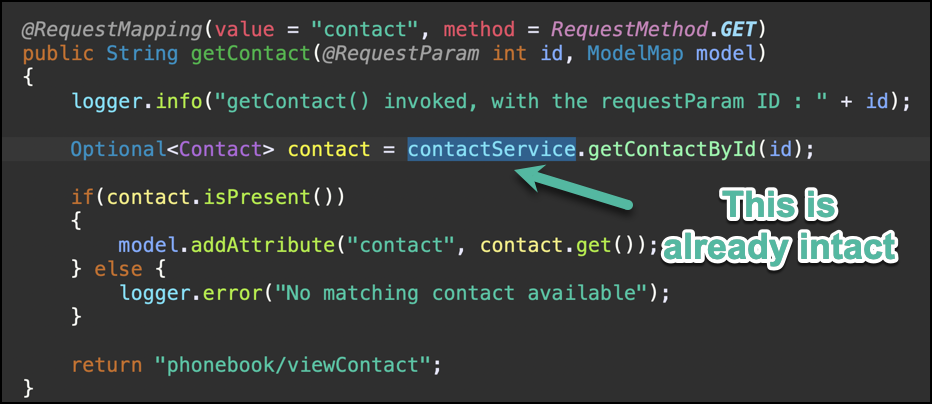 @RequestMapping(value = "contact", method = RequestMethod.GET)
public String getContact(@RequestParam int id, ModelMap model)
{
logger.info("getContact() invoked, with the requestParam ID : " + id);
Optional<Contact> contact = contactService.getContactById(id);
if(contact.isPresent())
{
model.addAttribute("contact", contact.get());
} else {
logger.error("No matching contact available");
}
return "phonebook/viewContact";
}
This is
already intact